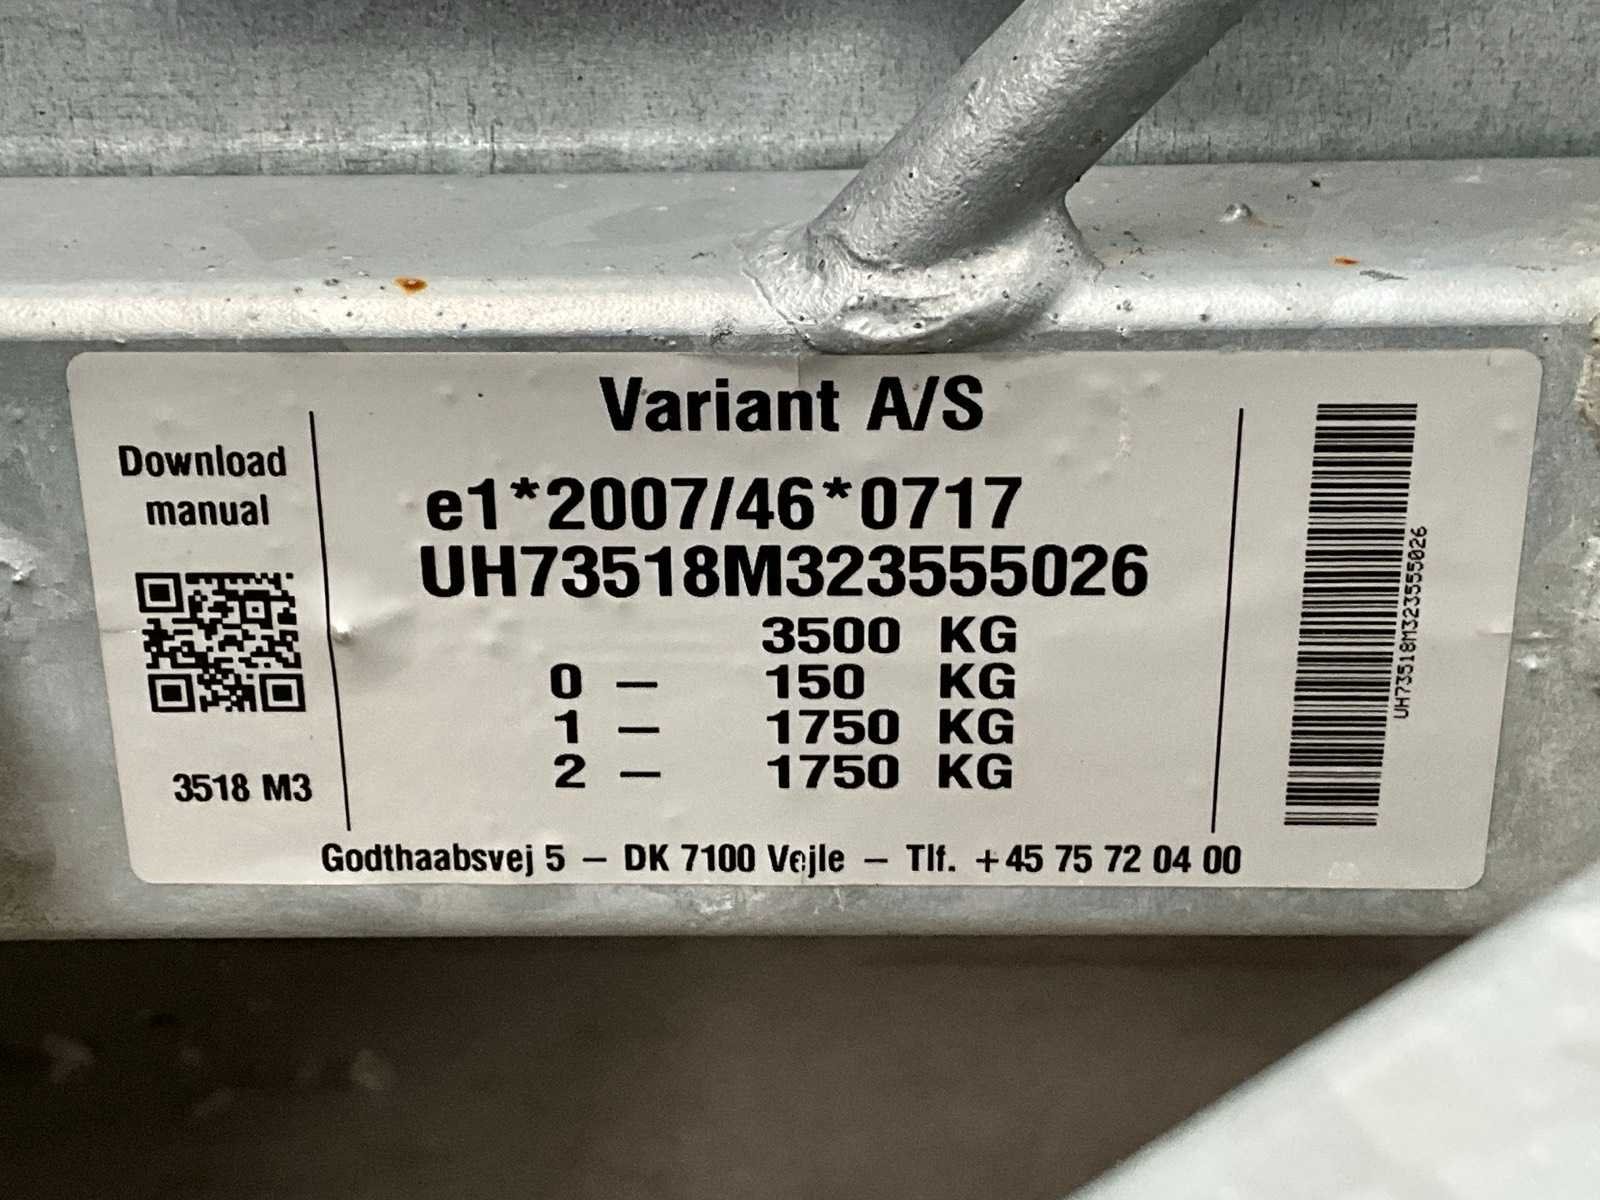 Variant A/S
Download
manual
e1*2007/46*0717
UH73518M323555026
3500 KG
0 – 150 KG
1 – 1750 KG
2 – 1750 KG
3518 M3
Godthaabsvej 5 – DK 7100 Vejle – Tlf. +45 75 72 04 00
UH73518M323555026